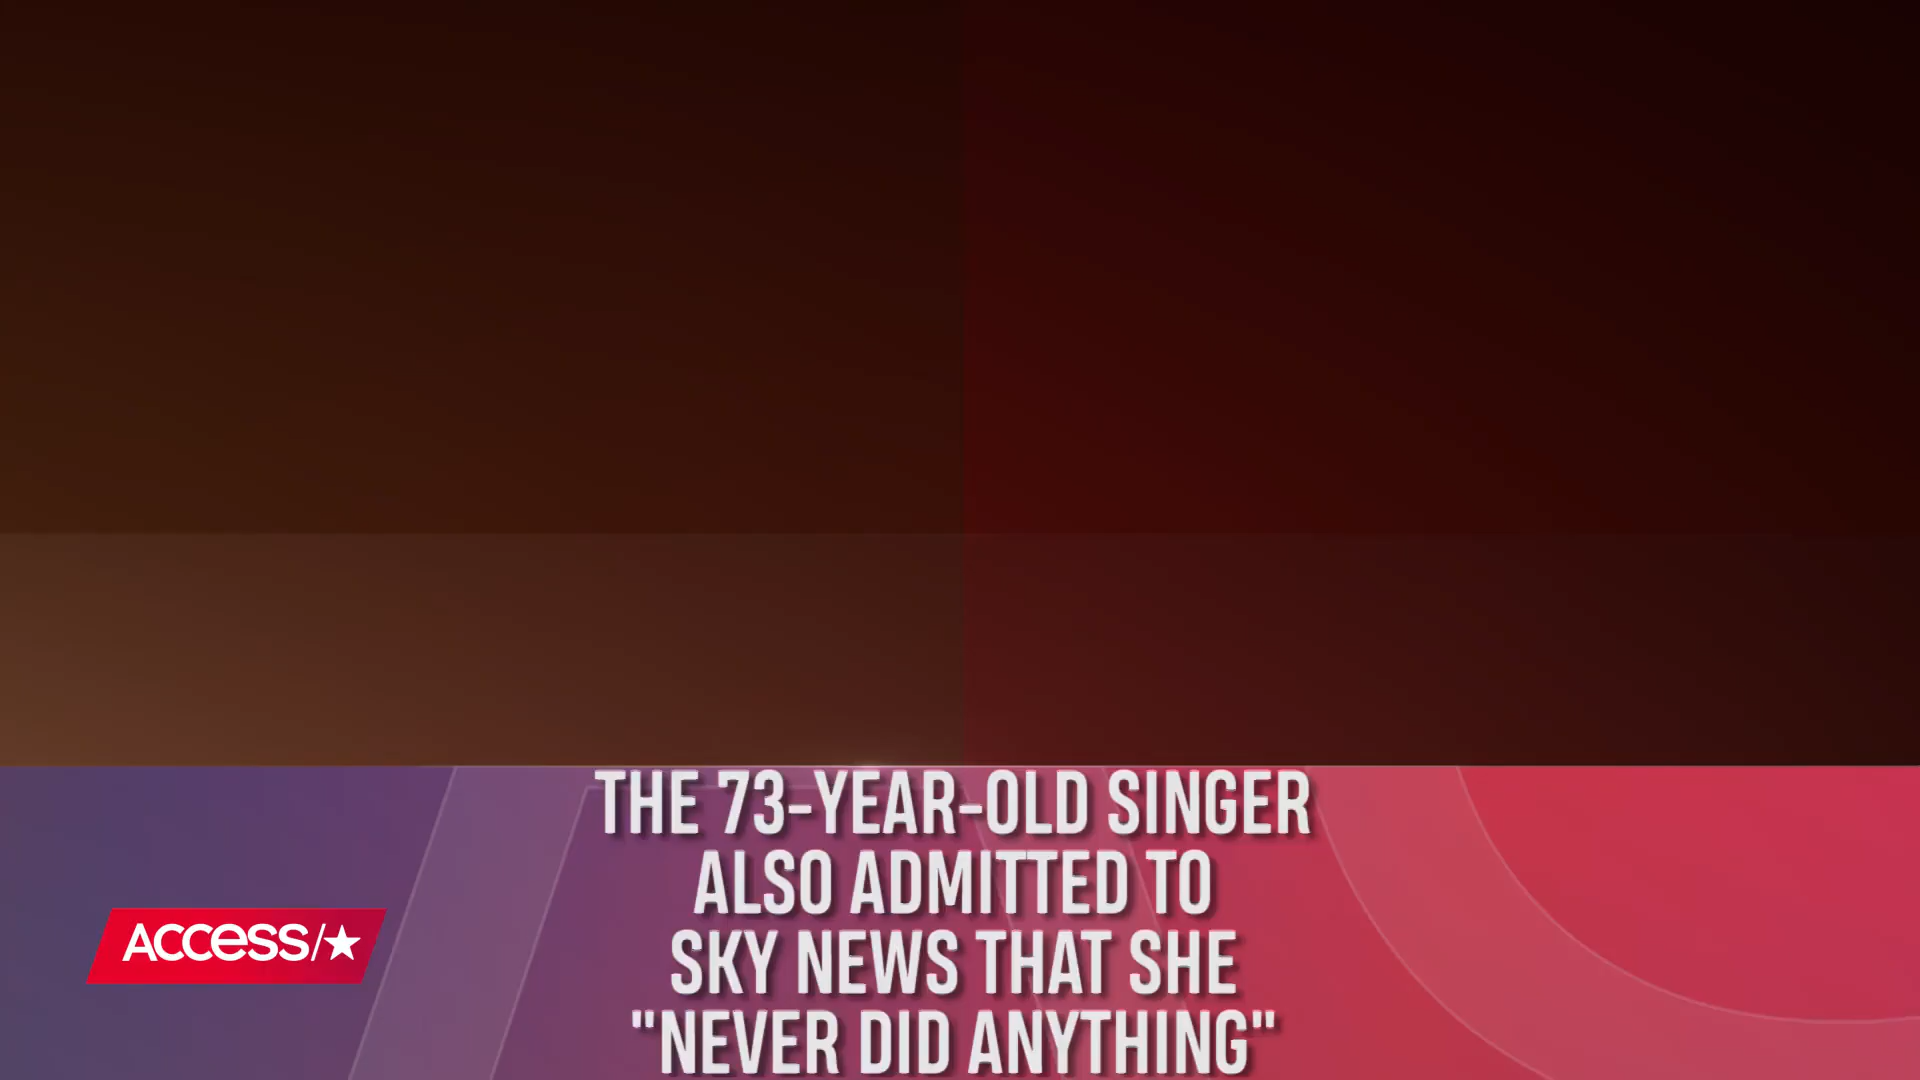 THE 73-YEAR-OLD SINGER
ALSO ADMITTED TO
SKY NEWS THAT SHE
"NEVER DID ANYTHING"
ACCESS/★